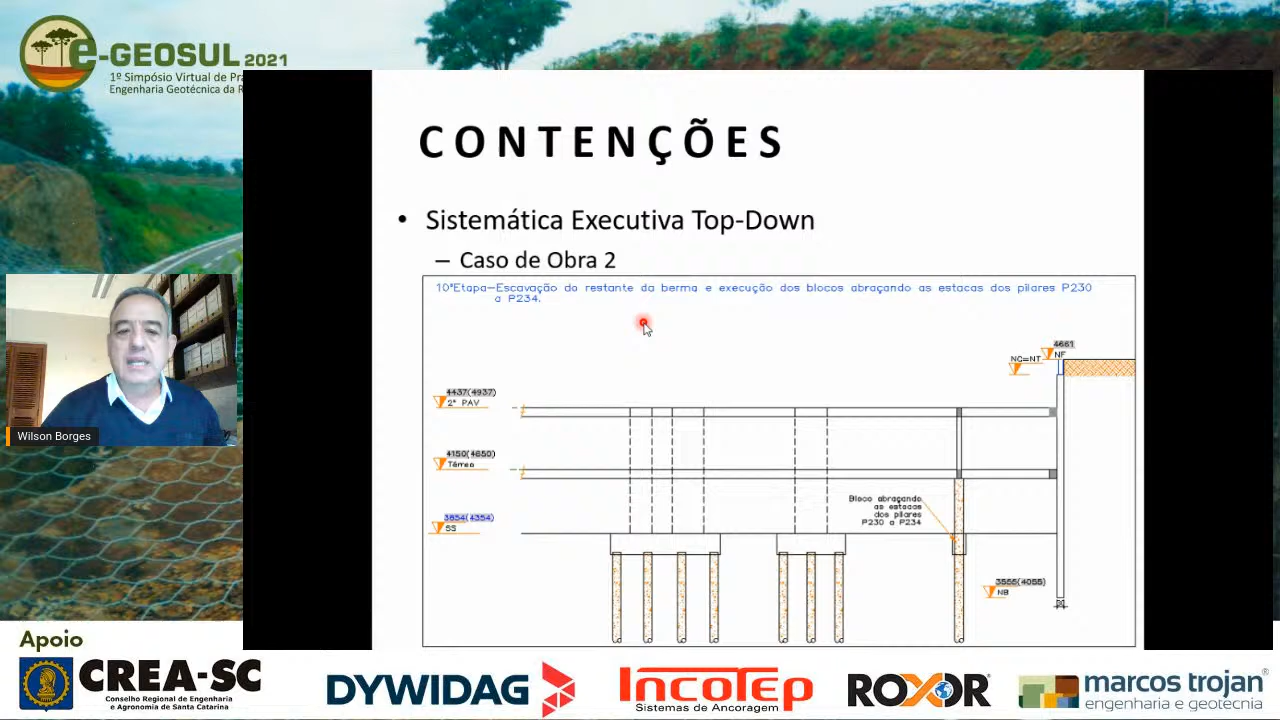 e-GEOSUL 2021
1º Simpósio Virtual de Pra
Engenharia Geotécnica da R
CONTENÇÕES
• Sistemática Executiva Top-Down
– Caso de Obra 2
10ªEtapa-Escavação do restante da berma e execução dos blocos abraçando as estacas dos pilares P230
a P234.
4661
NC=NT
NF
4437(4937)
2° PAV
4150(4650)
Térreo
Bloco abraçando
as estacas
dos pilares
P230 a P234
3854(4354)
SS
3555(4055)
NB
Wilson Borges
Apoio
CREA-SC
Conselho Regional de Engenharia
e Agronomia de Santa Catarina
DYWIDAG
INCOTEP
Sistemas de Ancoragem
ROXOR
marcos trojan
engenharia e geotecnia